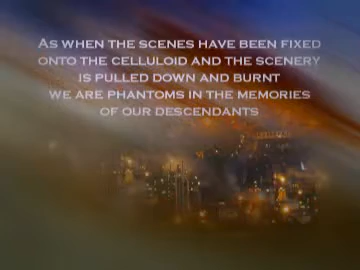 AS WHEN THE SCENES HAVE BEEN FIXED
ONTO THE CELLULOID AND THE SCENERY
IS PULLED DOWN AND BURNT
WE ARE PHANTOMS IN THE MEMORIES
OF OUR DESCENDANTS